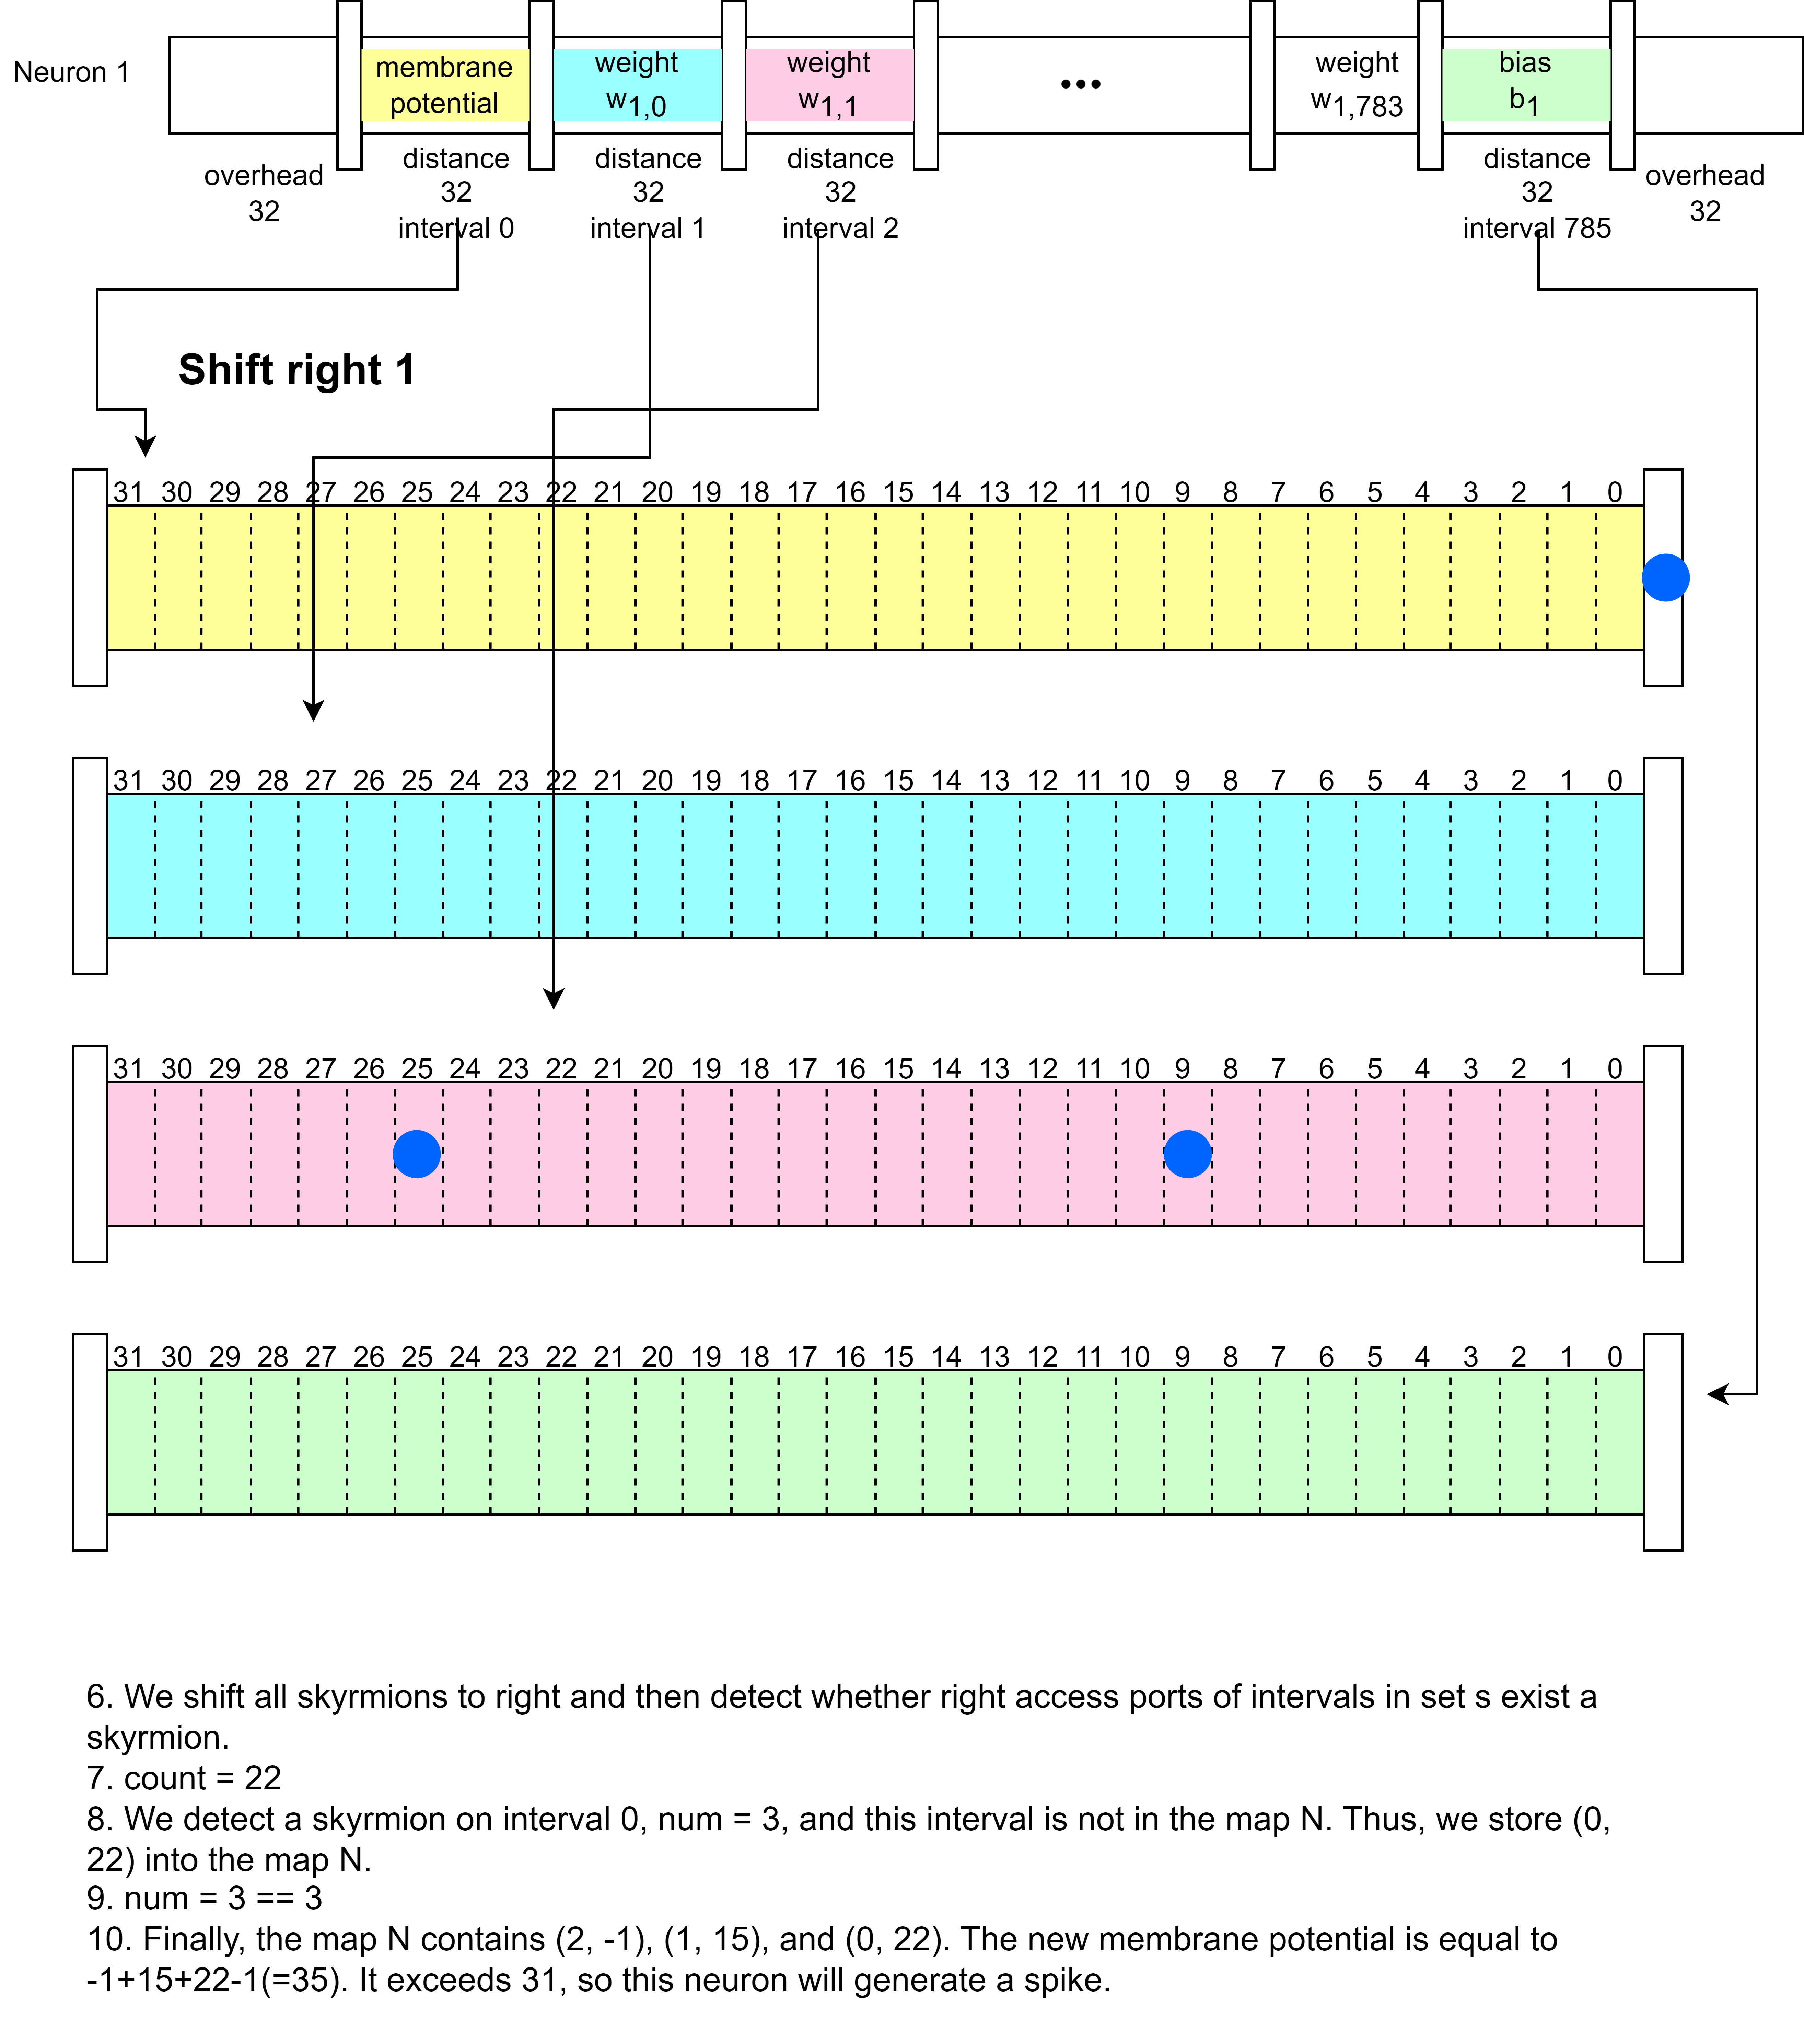 Neuron 1
membrane
potential
weight
w1,0
weight
w1,1
...
weight
w1,783
bias
b1
overhead
32
distance
32
interval 0
distance
32
interval 1
distance
32
interval 2
distance
32
interval 785
overhead
32
Shift right 1
31 30 29 28 27 26 25 24 23 22 21 20 19 18 17 16 15 14 13 12 11 10 9 8 7 6 5 4 3 2 1 0
31 30 29 28 27 26 25 24 23 22 21 20 19 18 17 16 15 14 13 12 11 10 9 8 7 6 5 4 3 2 1 0
31 30 29 28 27 26 25 24 23 22 21 20 19 18 17 16 15 14 13 12 11 10 9 8 7 6 5 4 3 2 1 0
31 30 29 28 27 26 25 24 23 22 21 20 19 18 17 16 15 14 13 12 11 10 9 8 7 6 5 4 3 2 1 0
6. We shift all skyrmions to right and then detect whether right access ports of intervals in set s exist a
skyrmion.
7. count = 22
8. We detect a skyrmion on interval 0, num = 3, and this interval is not in the map N. Thus, we store (0,
22) into the map N.
9. num = 3 == 3
10. Finally, the map N contains (2, -1), (1, 15), and (0, 22). The new membrane potential is equal to
-1+15+22-1(=35). It exceeds 31, so this neuron will generate a spike.